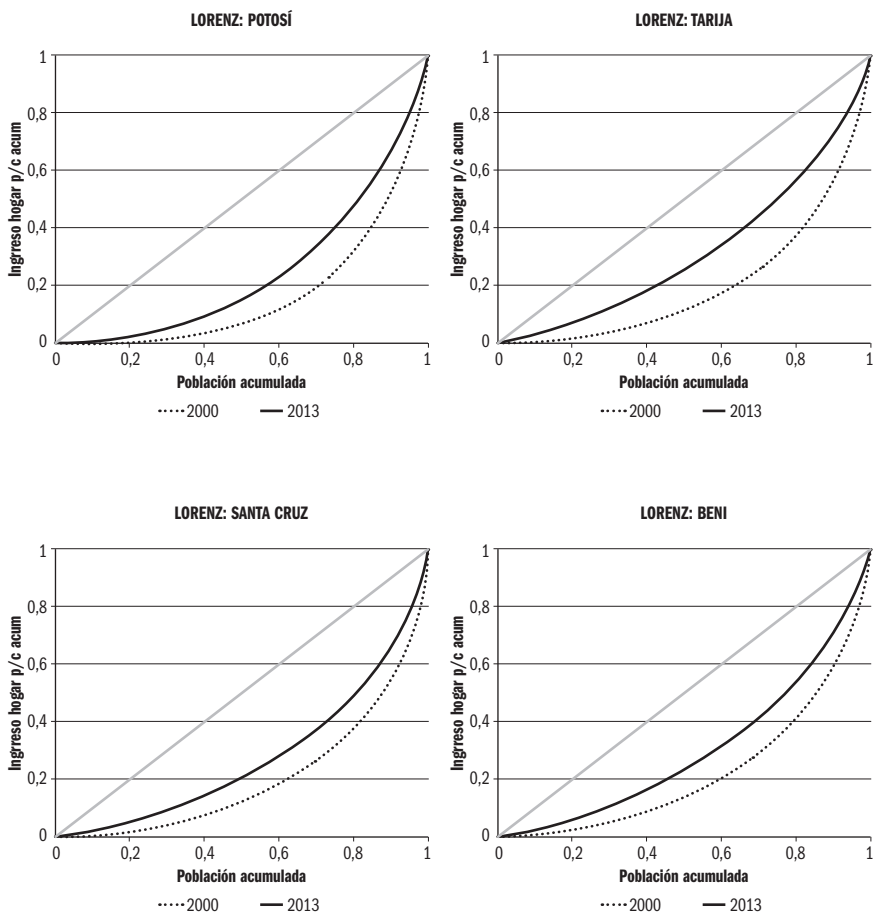 LORENZ: POTOSÍ
Ingrreso hogar p/c acum
1
0,8
0,6
0,4
0,2
0
0 0,2 0,4 0,6 0,8 1
Población acumulada
2000 2013
LORENZ: TARIJA
Ingrreso hogar p/c acum
1
0,8
0,6
0,4
0,2
0
0 0,2 0,4 0,6 0,8 1
Población acumulada
2000 2013
LORENZ: SANTA CRUZ
Ingrreso hogar p/c acum
1
0,8
0,6
0,4
0,2
0
0 0,2 0,4 0,6 0,8 1
Población acumulada
2000 2013
LORENZ: BENI
Ingrreso hogar p/c acum
1
0,8
0,6
0,4
0,2
0
0 0,2 0,4 0,6 0,8 1
Población acumulada
2000 2013